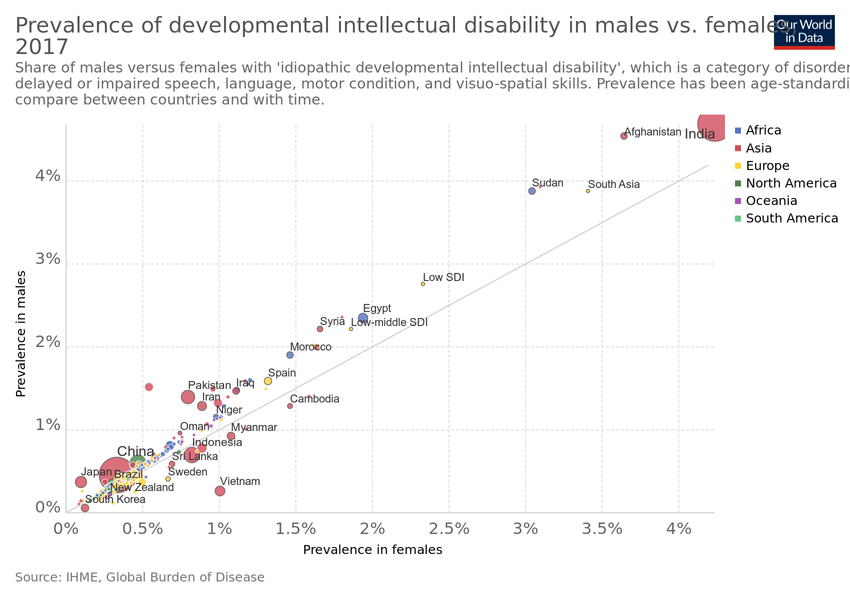 Prevalence of developmental intellectual disability in males vs. females,
2017
Our World
in Data
Share of males versus females with 'idiopathic developmental intellectual disability', which is a category of disorder
delayed or impaired speech, language, motor condition, and visuo-spatial skills. Prevalence has been age-standardi
compare between countries and with time.
Africa
Asia
Europe
North America
Oceania
South America
Prevalence in males
4%
3%
2%
1%
0%
Afghanistan
India
Sudan
South Asia
Low SDI
Egypt
Syria
Low-middle SDI
Morocco
Spain
Pakistan
Iraq
Iran
Cambodia
Niger
Oman
Myanmar
Indonesia
China
Sri Lanka
Japan
Brazil
Sweden
Vietnam
New Zealand
South Korea
0%
0.5%
1%
1.5%
2%
2.5%
3%
3.5%
4%
Prevalence in females
Source: IHME, Global Burden of Disease